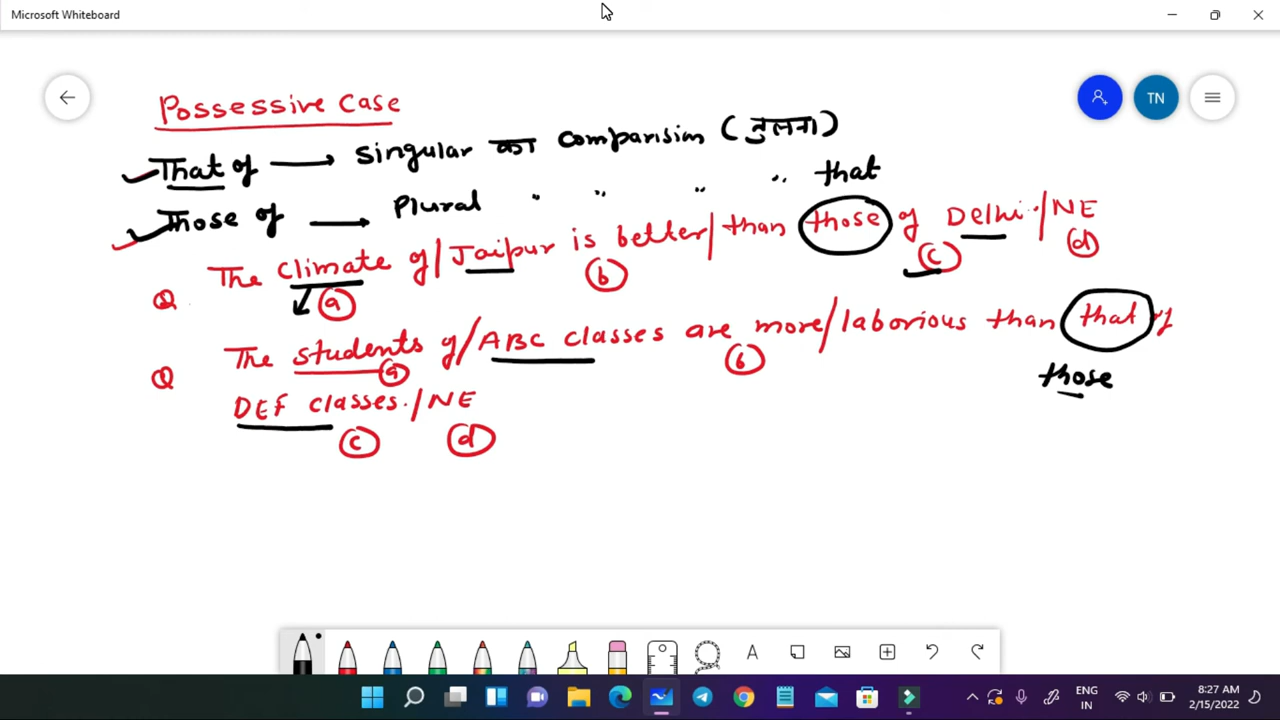 Microsoft Whiteboard
TN
Possessive Case
That of → Singular का comparision (तुलना)
Those of → Plural " " " "
that
Q The climate of/Jaipur is better/than those of Delhi./NE
a b c d
Q The students of/ABC classes are more/laborious than that of
a b
those
DEF classes./NE
c d
A
ENG
IN
8:27 AM
2/15/2022